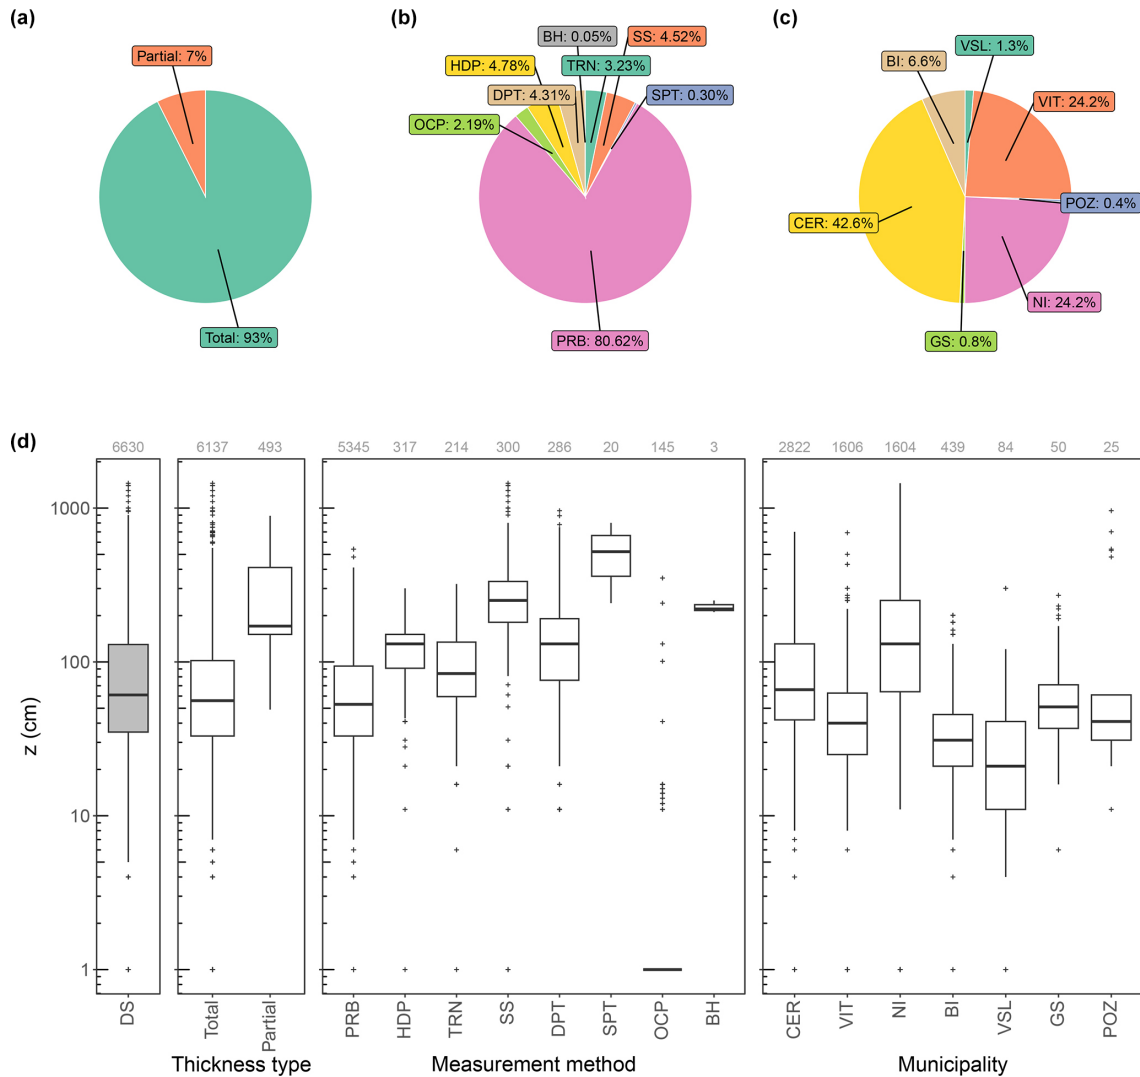 (a)
(b)
(c)
Partial: 7%
Total: 93%
BH: 0.05%
SS: 4.52%
HDP: 4.78%
TRN: 3.23%
DPT: 4.31%
SPT: 0.30%
OCP: 2.19%
PRB: 80.62%
VSL: 1.3%
BI: 6.6%
VIT: 24.2%
POZ: 0.4%
CER: 42.6%
NI: 24.2%
GS: 0.8%
(d)
6630
6137 493
5345 317 214 300 286 20 145 3
2822 1606 1604 439 84 50 25
1000
100
10
1
z (cm)
DS
Total
Partial
PRB
HDP
TRN
SS
DPT
SPT
OCP
BH
CER
VIT
NI
BI
VSL
GS
POZ
Thickness type
Measurement method
Municipality